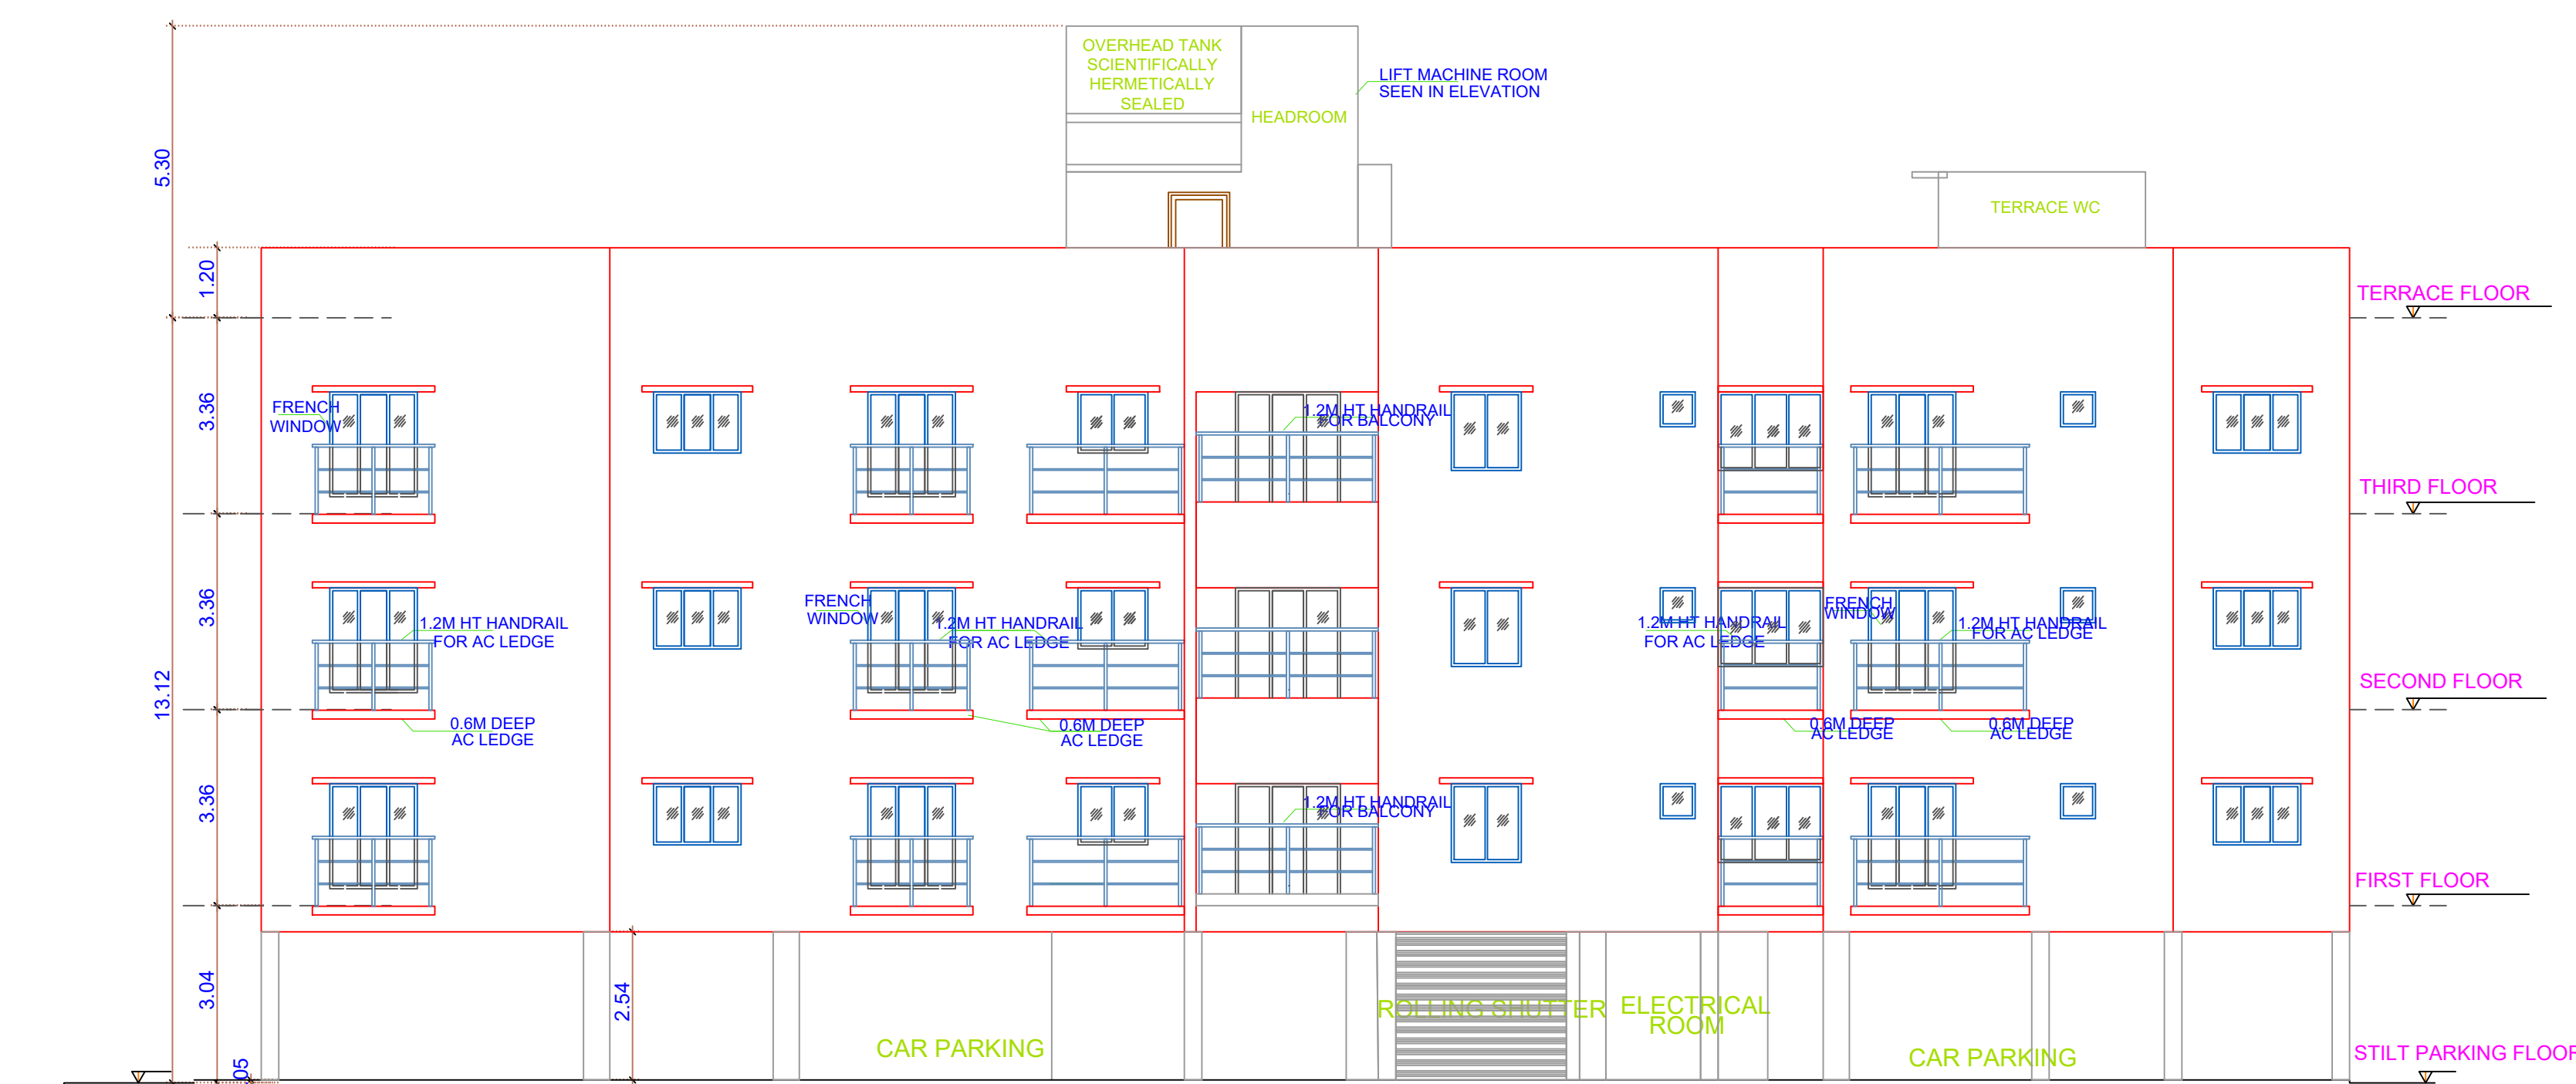 OVERHEAD TANK
SCIENTIFICALLY
HERMETICALLY
SEALED
HEADROOM
LIFT MACHINE ROOM
SEEN IN ELEVATION
TERRACE WC
5.30
1.20
TERRACE FLOOR
3.36
FRENCH
WINDOW
1.2M HT HANDRAIL
FOR BALCONY
THIRD FLOOR
3.36
1.2M HT HANDRAIL
FOR AC LEDGE
FRENCH
WINDOW
1.2M HT HANDRAIL
FOR AC LEDGE
1.2M HT HANDRAIL
FOR AC LEDGE
FRENCH
WINDOW
1.2M HT HANDRAIL
FOR AC LEDGE
13.12
SECOND FLOOR
0.6M DEEP
AC LEDGE
0.6M DEEP
AC LEDGE
0.6M DEEP
AC LEDGE
0.6M DEEP
AC LEDGE
3.36
1.2M HT HANDRAIL
FOR BALCONY
FIRST FLOOR
3.04
2.54
ROLLING SHUTTER
ELECTRICAL
ROOM
CAR PARKING
CAR PARKING
STILT PARKING FLOOR
05